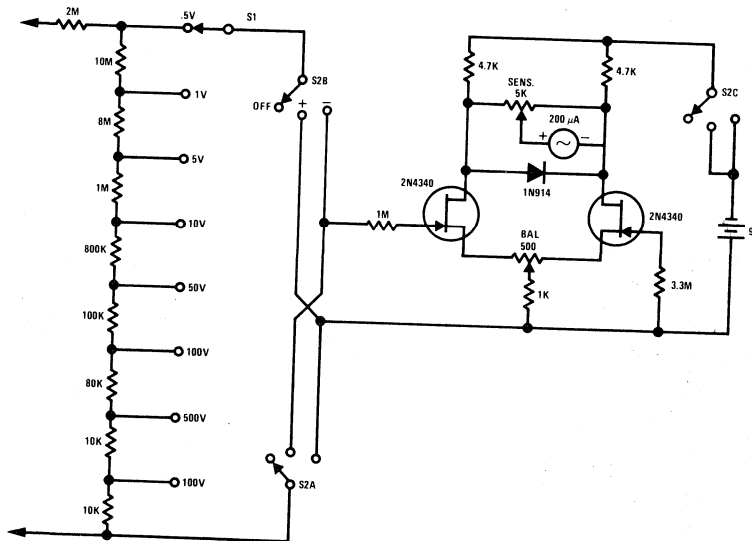 2M
.5V
S1
10M
1V
8M
5V
1M
10V
800K
50V
100K
100V
80K
500V
10K
100V
10K
S2B
OFF
+
−
S2A
1M
2N4340
4.7K
SENS.
5K
4.7K
200 μA
+
−
1N914
2N4340
BAL
500
1K
3.3M
S2C
9